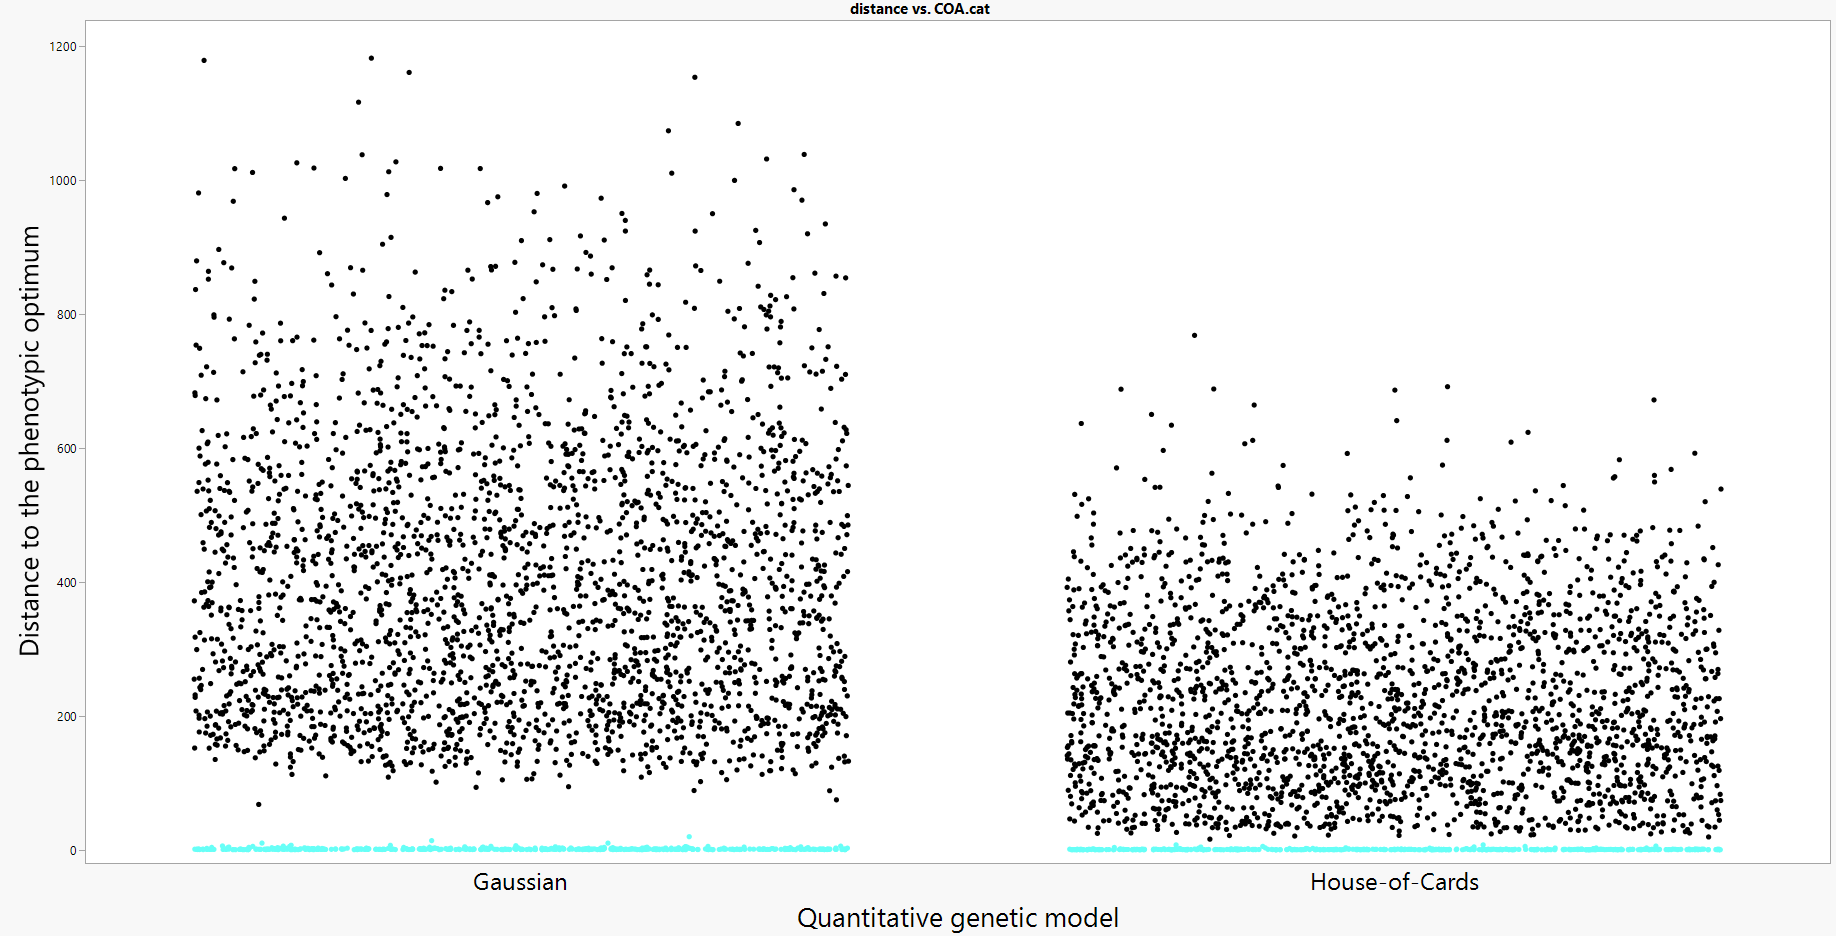 distance vs. COA.cat
Distance to the phenotypic optimum
1200
1000
800
600
400
200
0
Gaussian
House-of-Cards
Quantitative genetic model